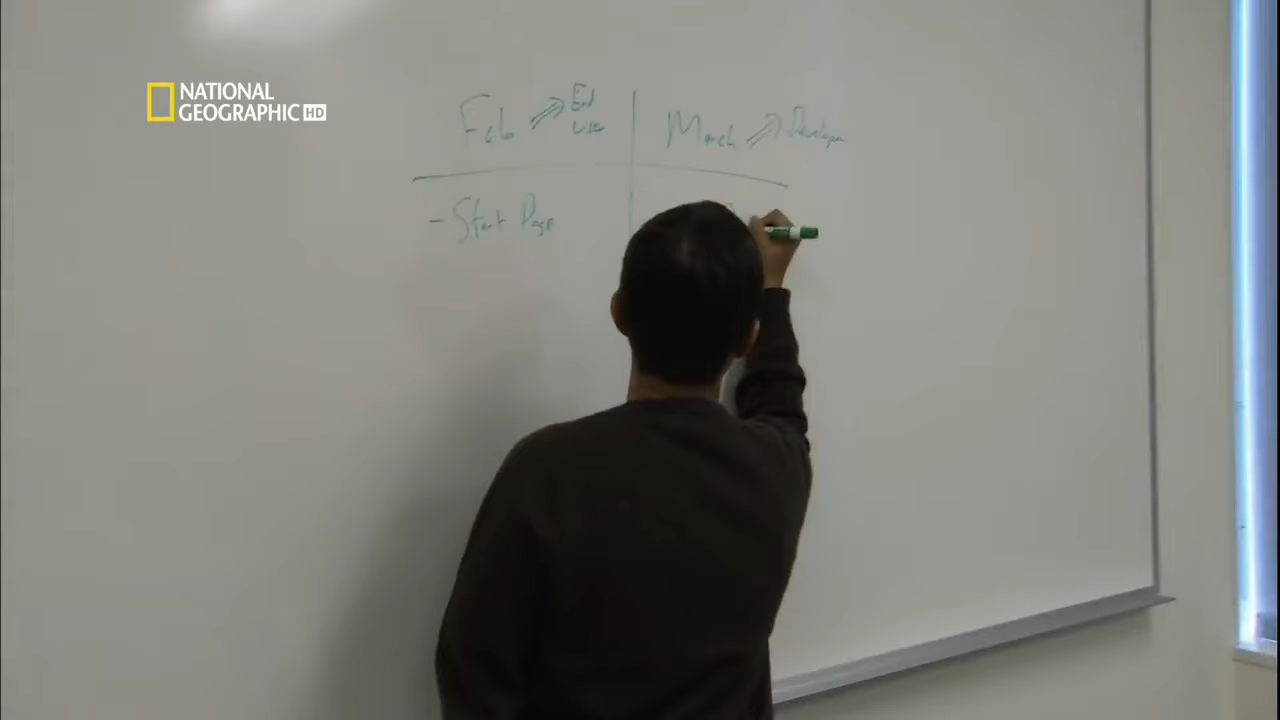 NATIONAL
GEOGRAPHIC HD
Feb ⇒ End User
March ⇒ Developer
- Start Page